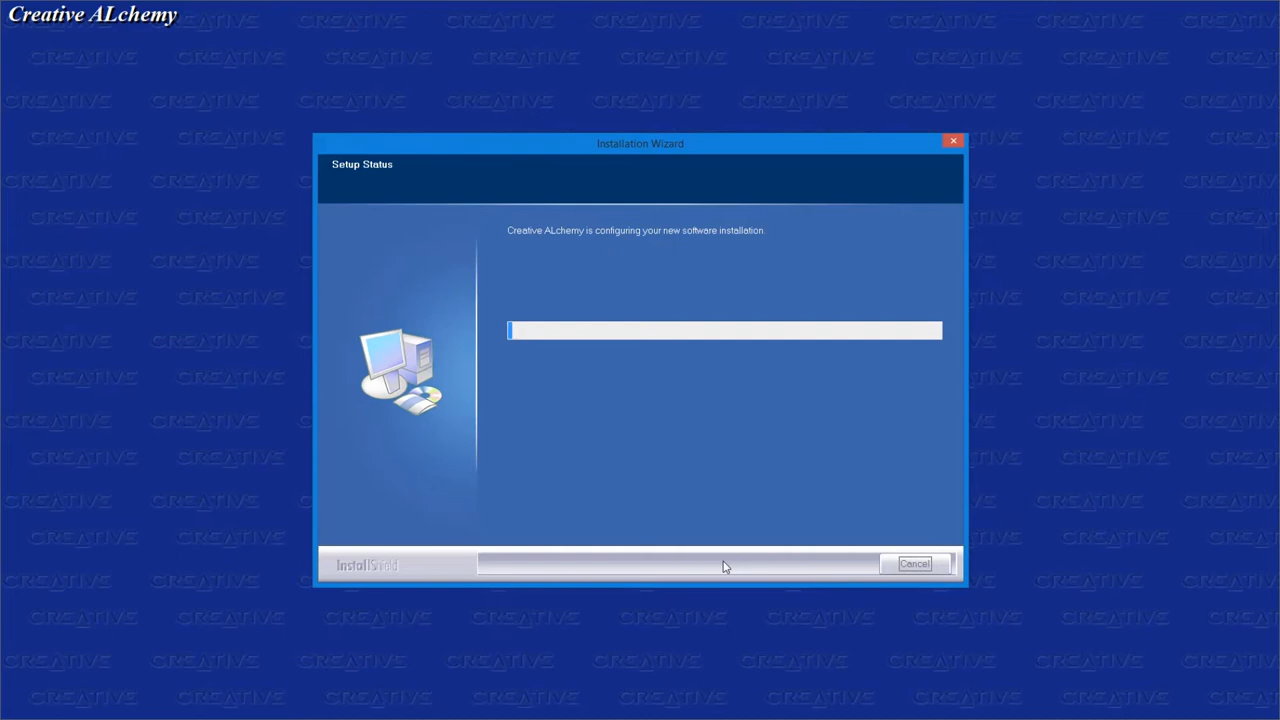 Creative ALchemy
Installation Wizard
Setup Status
Creative ALchemy is configuring your new software installation.
InstallShield
Cancel